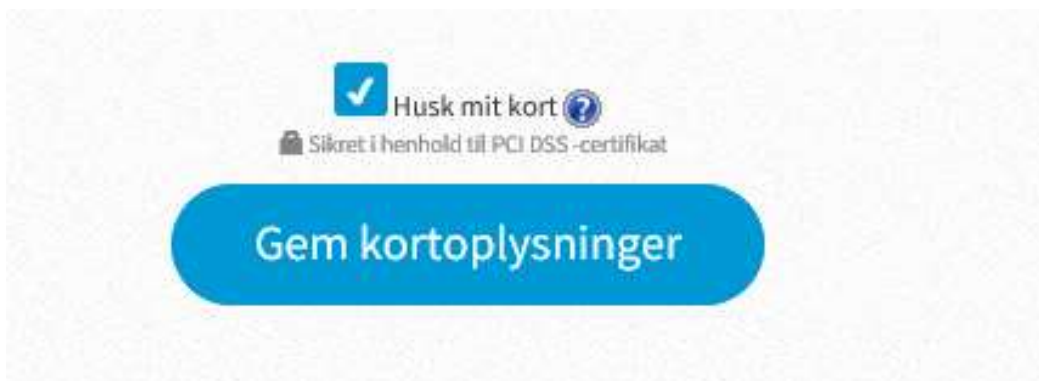 Husk mit kort ?
Sikret i henhold til PCI DSS -certifikat
Gem kortoplysninger